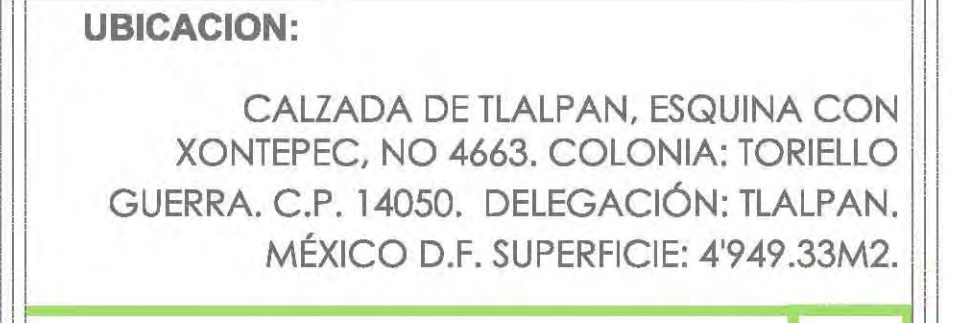 UBICACION:
CALZADA DE TLALPAN, ESQUINA CON
XONTEPEC, NO 4663. COLONIA: TORIELLO
GUERRA. C.P. 14050. DELEGACIÓN: TLALPAN.
MÉXICO D.F. SUPERFICIE: 4'949.33M2.